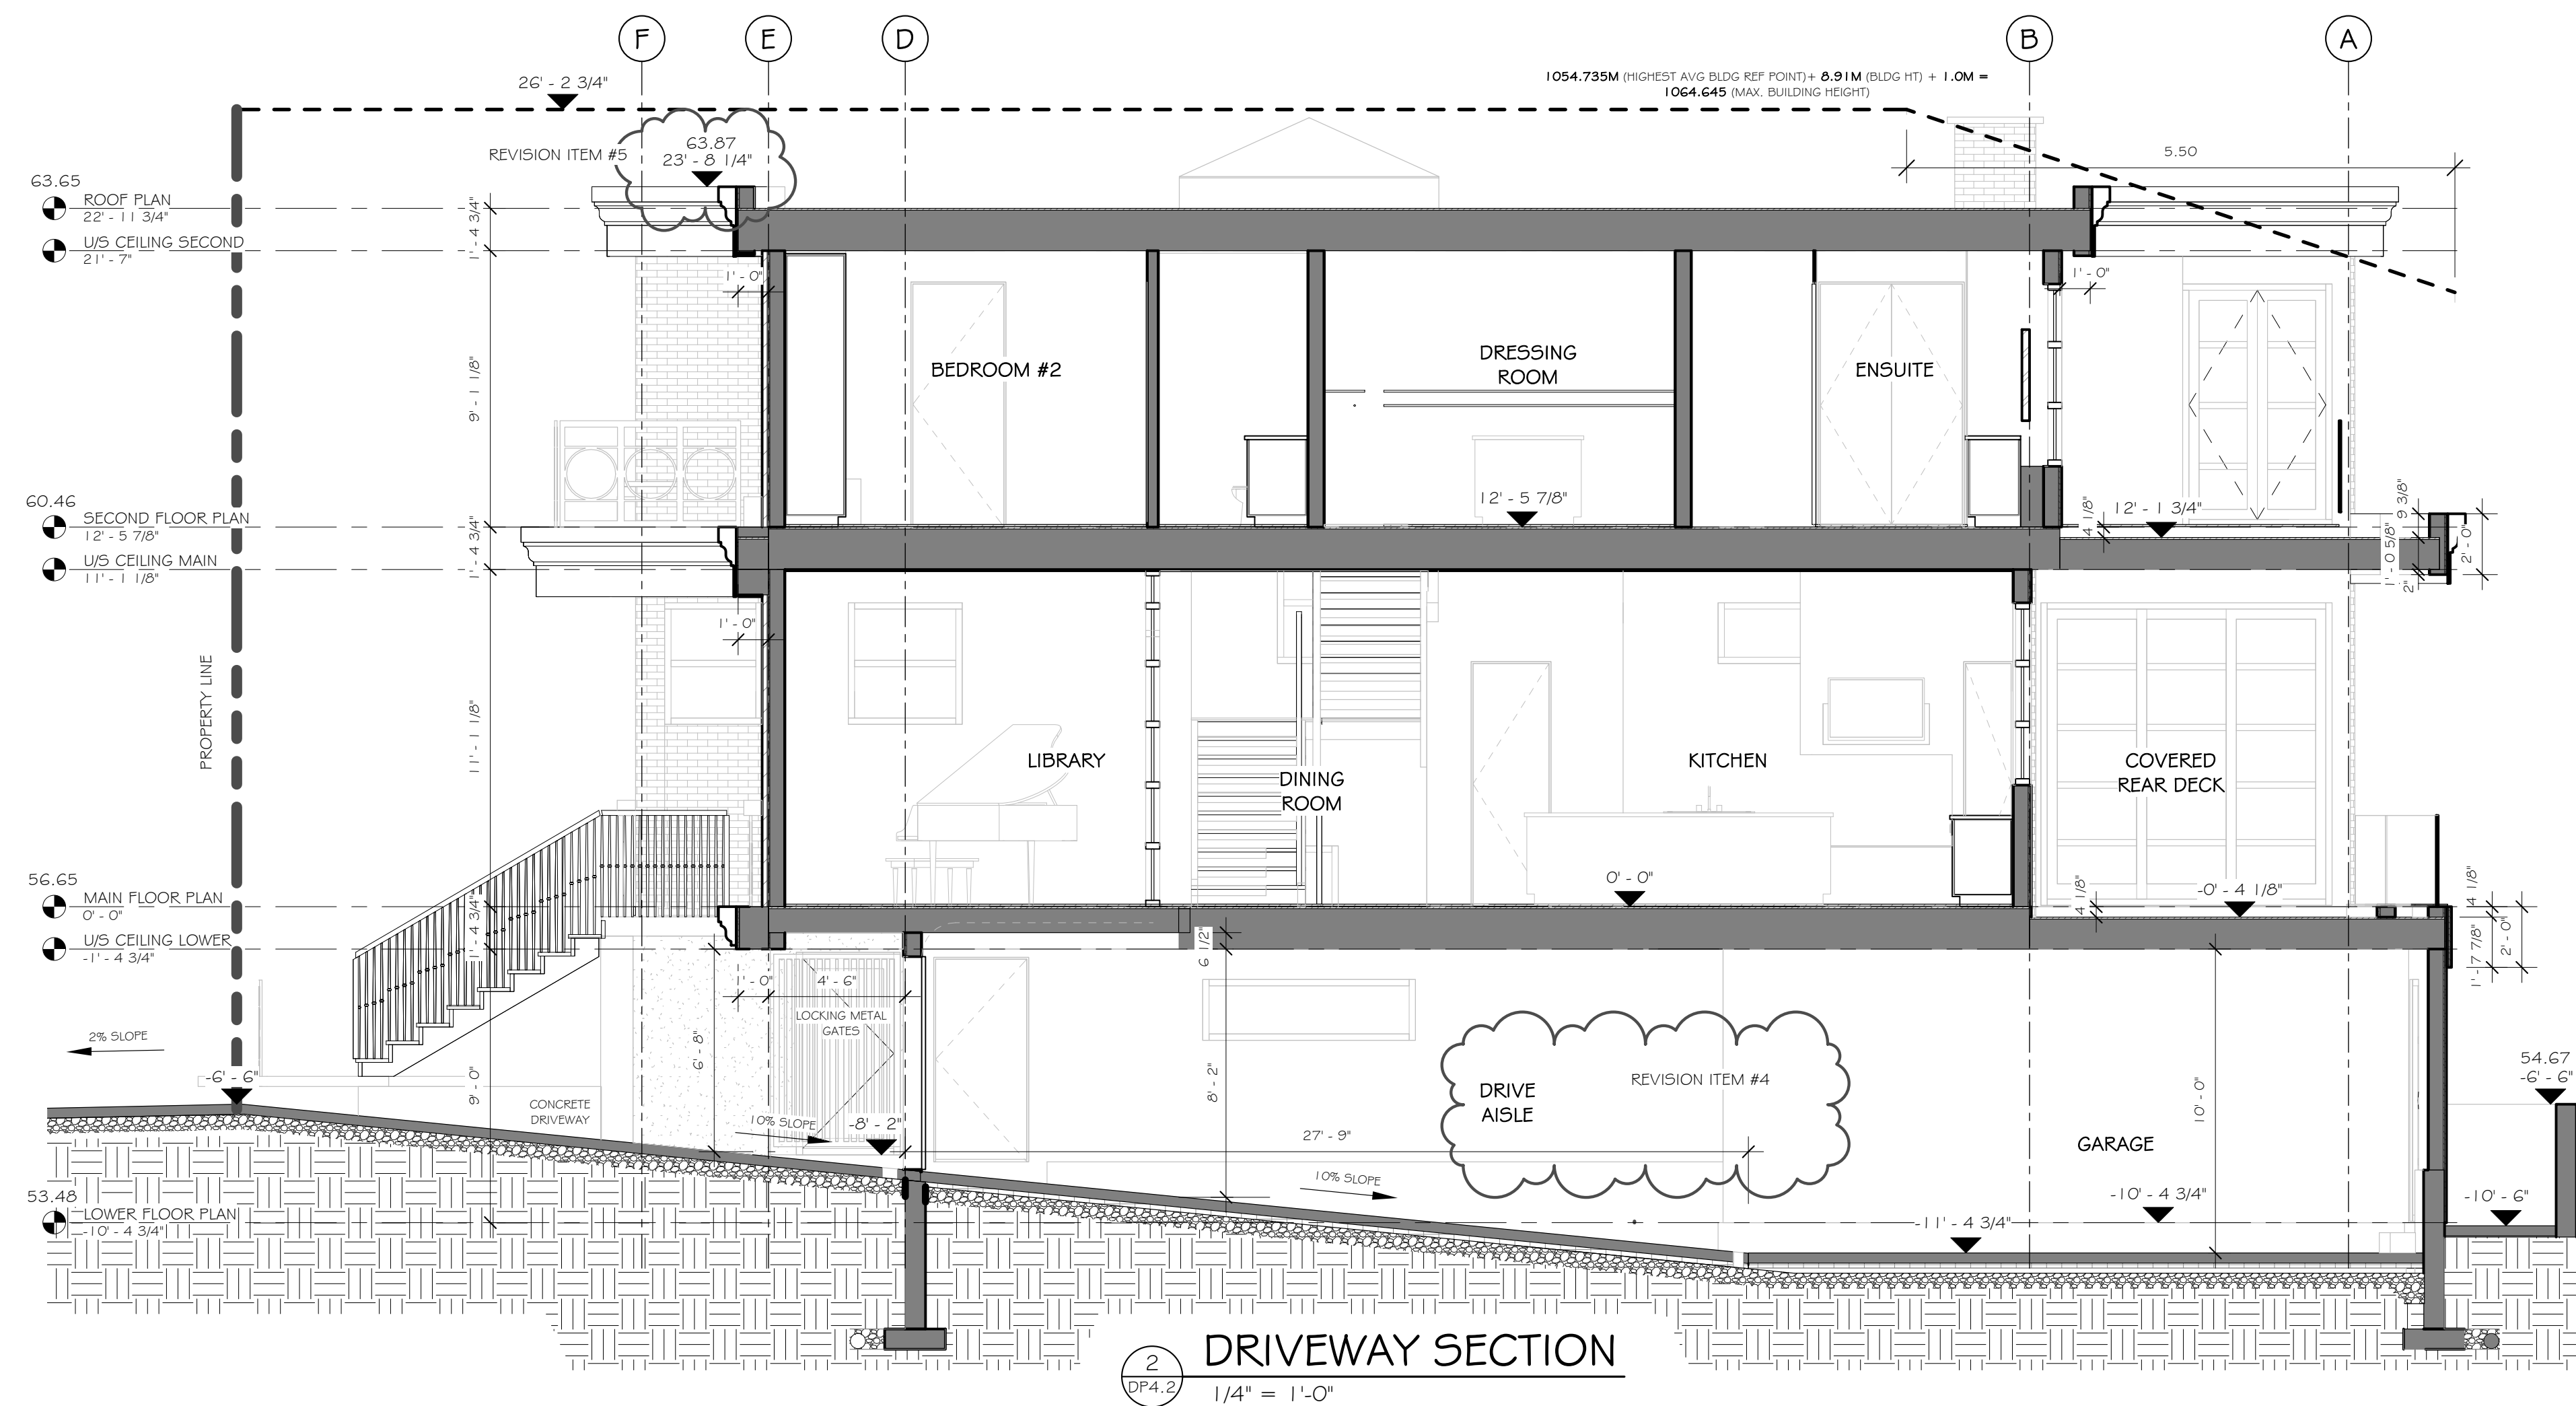 F
E
D
B
A
26' - 2 3/4"
1054.735M (HIGHEST AVG BLDG REF POINT)+ 8.91M (BLDG HT) + 1.0M =
1064.645 (MAX. BUILDING HEIGHT)
REVISION ITEM #5
63.87
23' - 8 1/4"
5.50
63.65
ROOF PLAN
22' - 11 3/4"
U/S CEILING SECOND
21' - 7"
1' - 4 3/4"
1' - 0"
1' - 0"
9' - 1 1/8"
BEDROOM #2
DRESSING
ROOM
ENSUITE
60.46
SECOND FLOOR PLAN
12' - 5 7/8"
U/S CEILING MAIN
11' - 1 1/8"
1' - 4 3/4"
12' - 5 7/8"
4 1/8"
12' - 1 3/4"
9 3/8"
1' - 0 5/8"
2"
2' - 0"
1' - 0"
PROPERTY LINE
11' - 1 1/8"
LIBRARY
DINING
ROOM
KITCHEN
COVERED
REAR DECK
56.65
MAIN FLOOR PLAN
0' - 0"
U/S CEILING LOWER
-1' - 4 3/4"
1' - 4 3/4"
0' - 0"
4 1/8"
-0' - 4 1/8"
4 1/8"
1' - 7 7/8"
2' - 0"
6 1/2"
1' - 0"
4' - 6"
LOCKING METAL
GATES
2% SLOPE
-6' - 6"
9' - 0"
6' - 8"
8' - 2"
CONCRETE
DRIVEWAY
10% SLOPE
-8' - 2"
27' - 9"
DRIVE
AISLE
REVISION ITEM #4
10% SLOPE
10' - 0"
GARAGE
54.67
-6' - 6"
-10' - 6"
53.48
LOWER FLOOR PLAN
-10' - 4 3/4"
-10' - 4 3/4"
-11' - 4 3/4"
2
DP4.2
DRIVEWAY SECTION
1/4" = 1'-0"